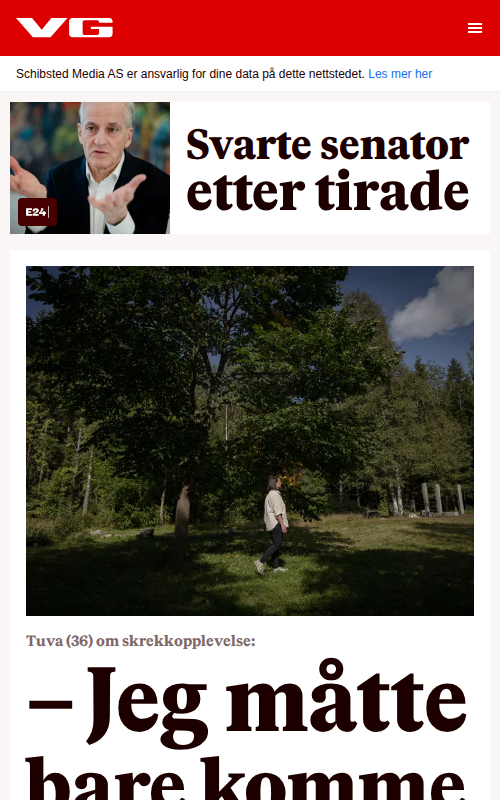 VG
Schibsted Media AS er ansvarlig for dine data på dette nettstedet. Les mer her
Svarte senator
etter tirade
E24
Tuva (36) om skrekkopplevelse:
– Jeg måtte
bare komme